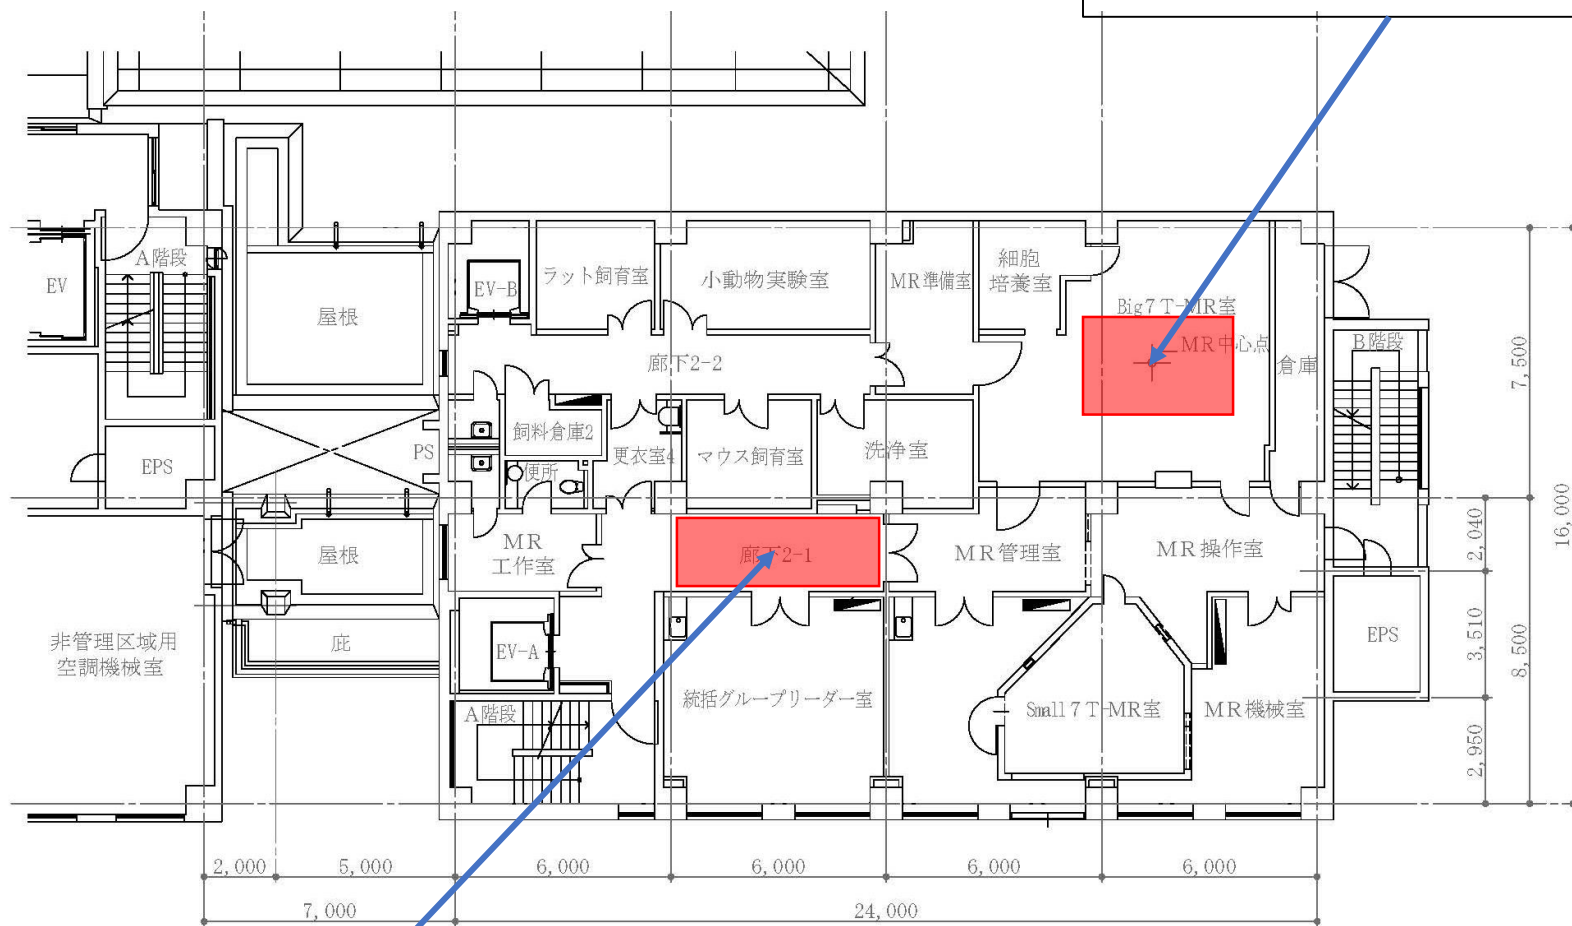 A階段
EV
屋根
EV-B
ラット飼育室
小動物実験室
MR準備室
細胞
培養室
Big7T-MR室
MR中心点
倉庫
B階段
廊下2-2
7,500
16,000
PS
飼料倉庫2
更衣室4
マウス飼育室
洗浄室
EPS
便所
屋根
MR
工作室
廊下2-1
MR管理室
MR操作室
2,040
非管理区域用
空調機械室
庇
EV-A
EPS
3,510
8,500
A階段
統括グループリーダー室
Small7T-MR室
MR機械室
2,950
2,000
5,000
6,000
6,000
6,000
6,000
7,000
24,000